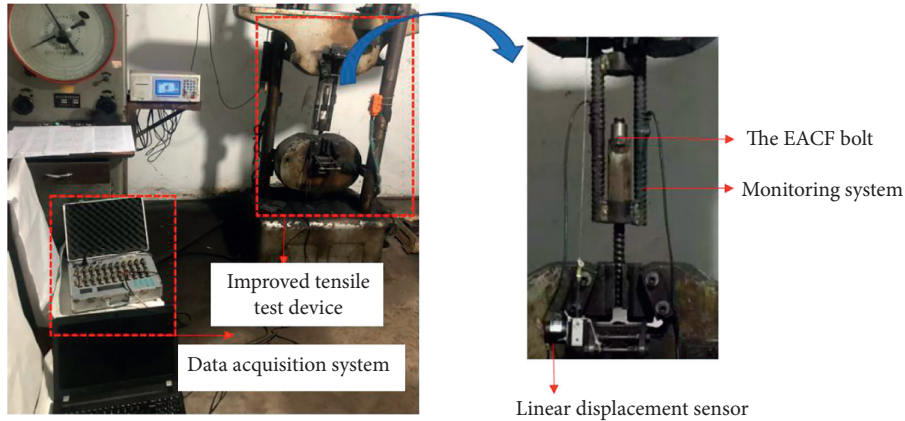 Improved tensile
test device
Data acquisition system
The EACF bolt
Monitoring system
Linear displacement sensor